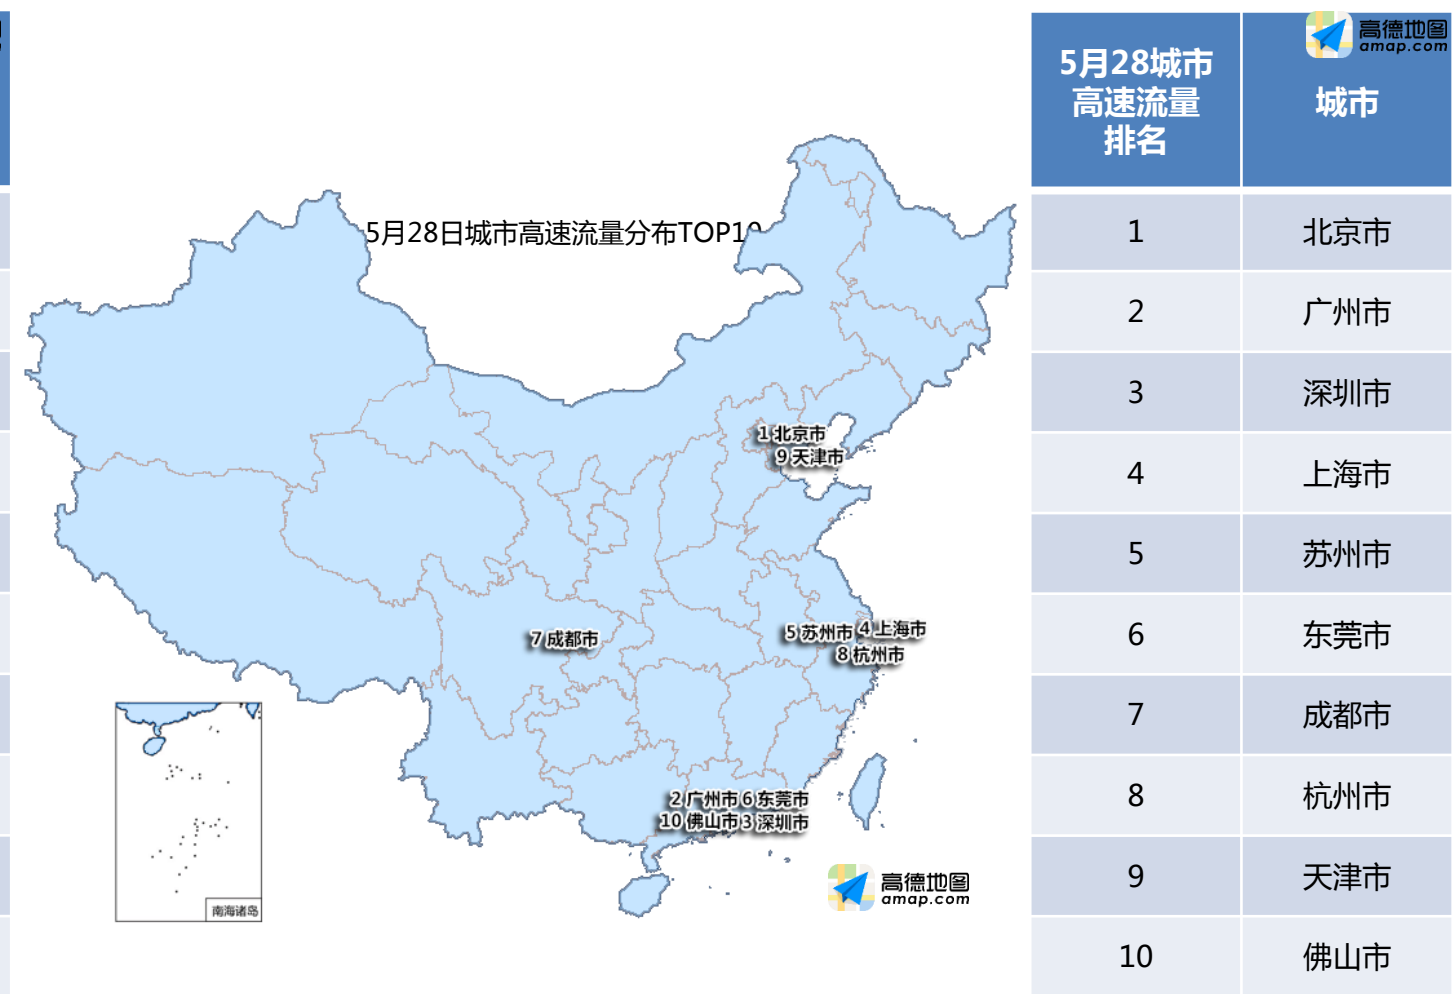 5月28日城市高速流量分布TOP10
1 北京市
9 天津市
7 成都市
5 苏州市 4 上海市
8 杭州市
2 广州市 6 东莞市
10 佛山市 3 深圳市
南海诸岛
高德地图
amap.com
高德地图
amap.com
5月28城市
高速流量
排名
城市
1 北京市
2 广州市
3 深圳市
4 上海市
5 苏州市
6 东莞市
7 成都市
8 杭州市
9 天津市
10 佛山市